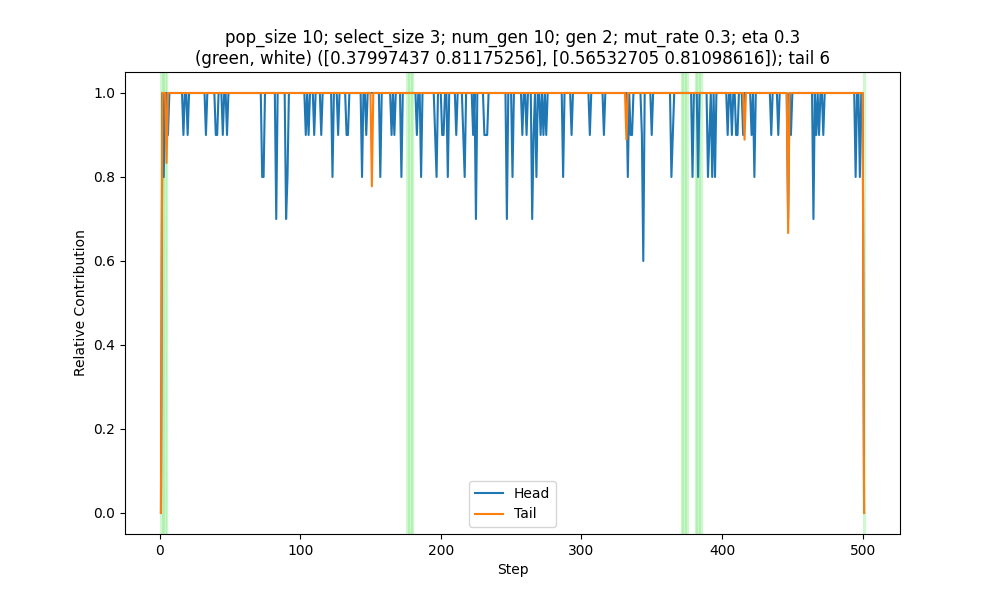 pop_size 10; select_size 3; num_gen 10; gen 2; mut_rate 0.3; eta 0.3
(green, white) ([0.37997437 0.81175256], [0.56532705 0.81098616]); tail 6
Relative Contribution
1.0
0.8
0.6
0.4
0.2
0.0
Head
Tail
0 100 200 300 400 500
Step